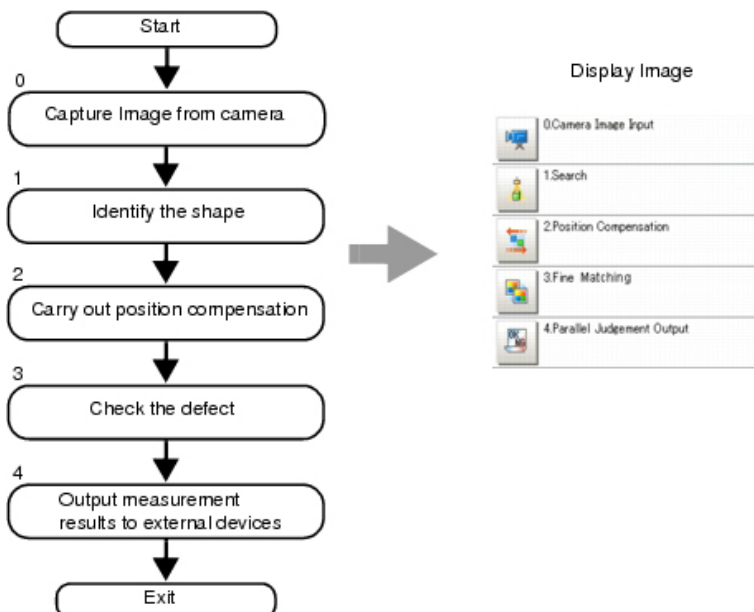 Start
0
Capture Image from camera
1
Identify the shape
2
Carry out position compensation
3
Check the defect
4
Output measurement
results to external devices
Exit
Display Image
0.Camera Image Input
1.Search
2.Position Compensation
3.Fine Matching
OK
NG
4.Parallel Judgement Output